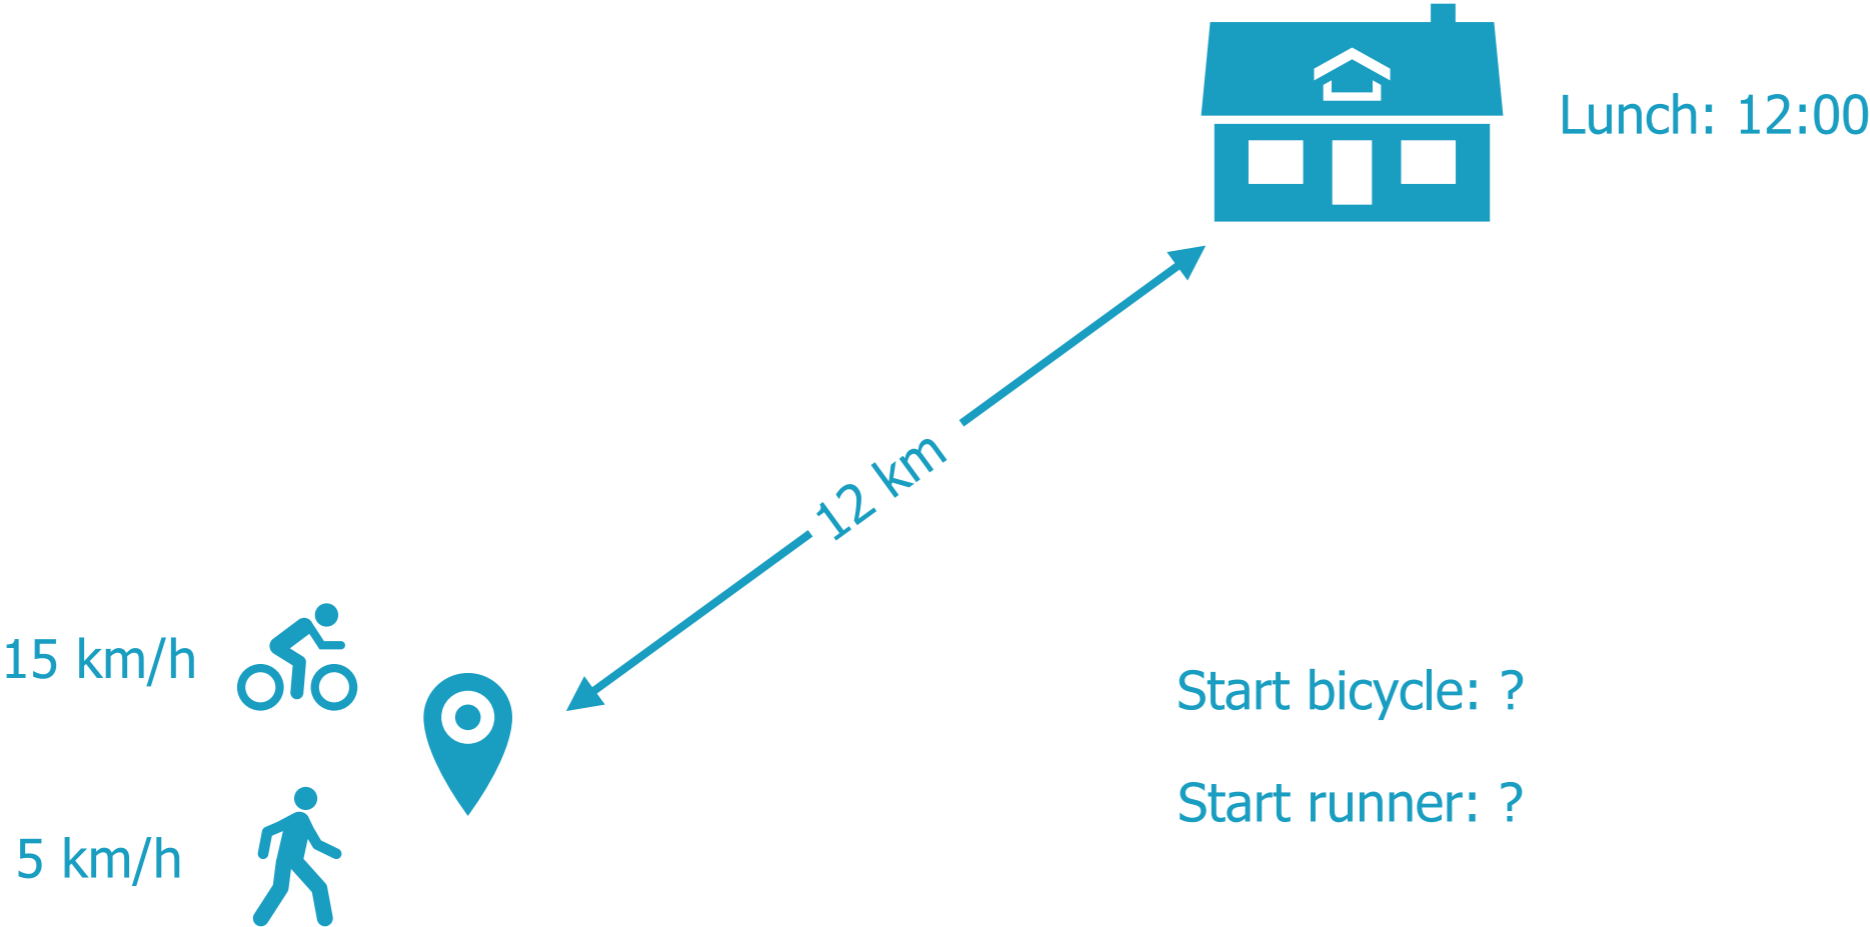 Lunch: 12:00
12 km
15 km/h
Start bicycle: ?
Start runner: ?
5 km/h